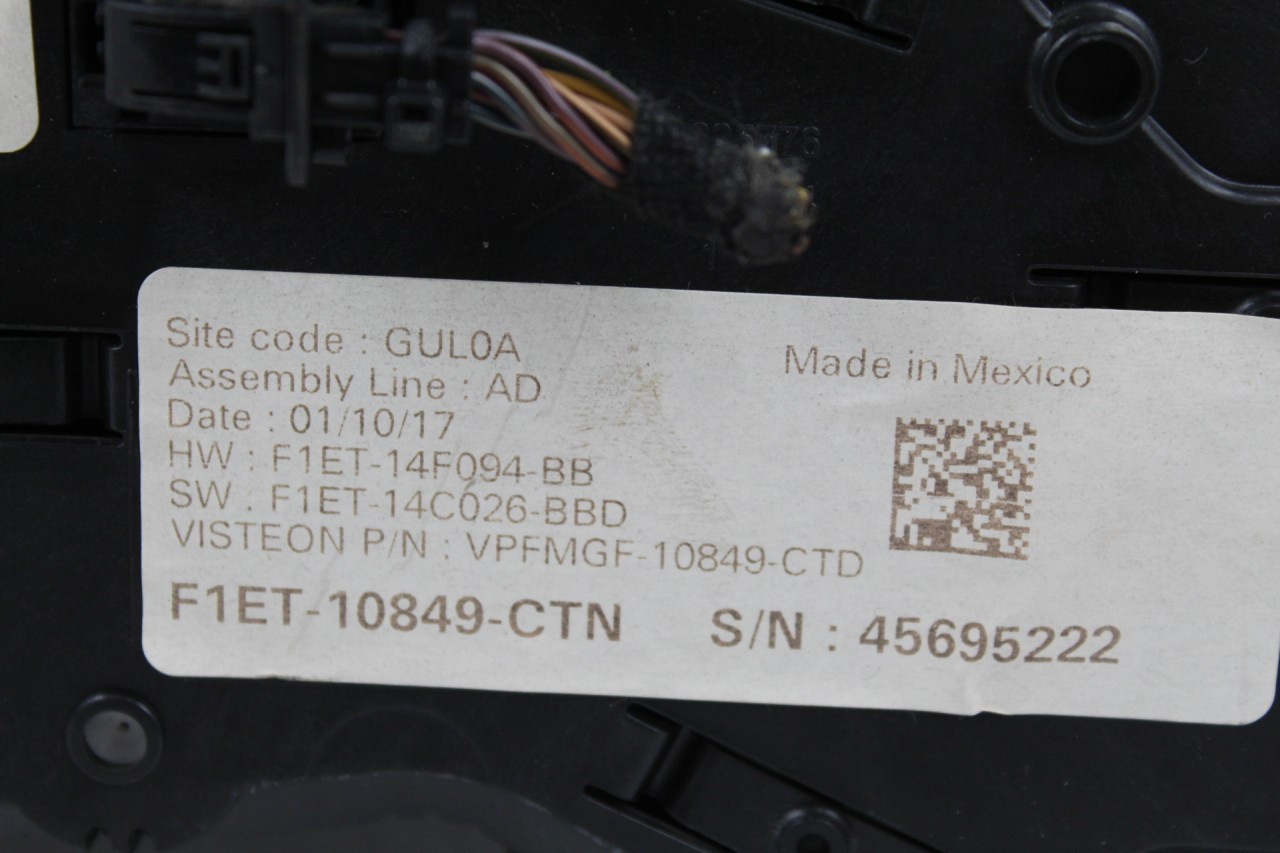 Site code : GUL0A
Made in Mexico
Assembly Line : AD
Date : 01/10/17
HW : F1ET-14F094-BB
SW : F1ET-14C026-BBD
VISTEON P/N : VPFMGF-10849-CTD
F1ET-10849-CTN S/N : 45695222